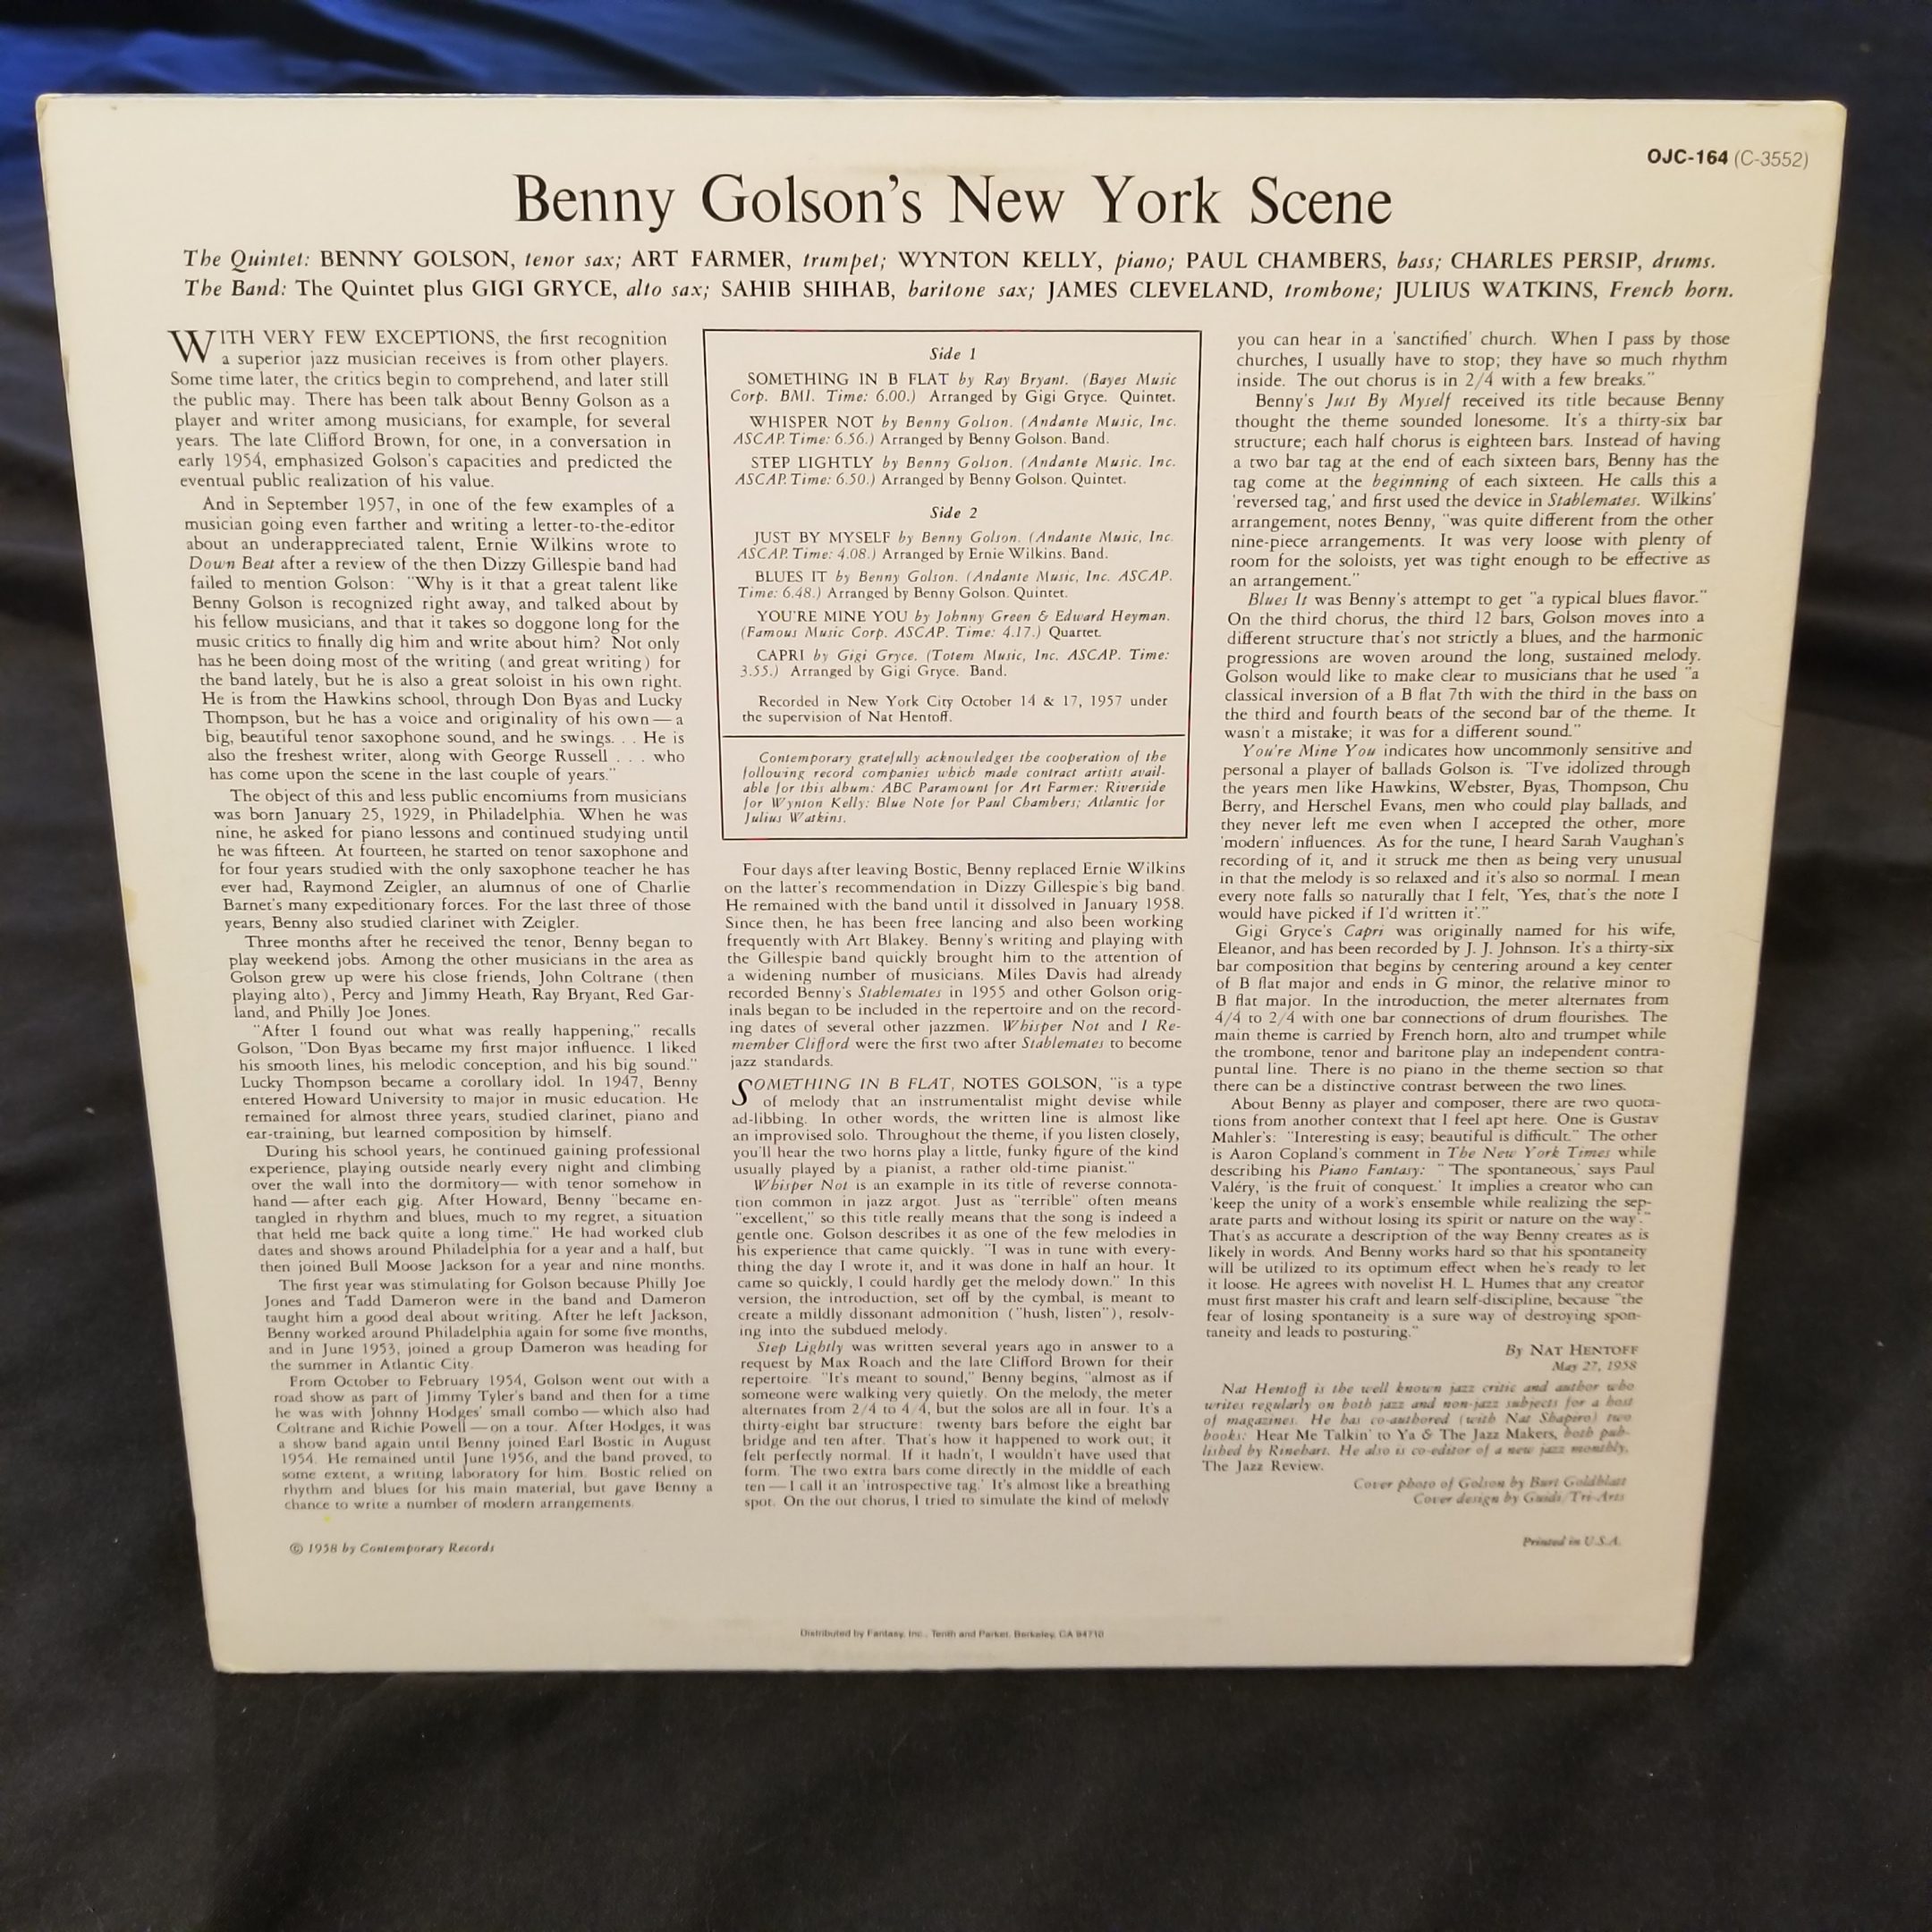 OJC-164 (C-3552)
Benny Golson's New York Scene
The Quintet: BENNY GOLSON, tenor sax; ART FARMER, trumpet; WYNTON KELLY, piano; PAUL CHAMBERS, bass; CHARLES PERSIP, drums.
The Band: The Quintet plus GIGI GRYCE, alto sax; SAHIB SHIHAB, baritone sax; JAMES CLEVELAND, trombone; JULIUS WATKINS, French horn.
WITH VERY FEW EXCEPTIONS, the first recognition
a superior jazz musician receives is from other players.
Some time later, the critics begin to comprehend, and later still
the public may. There has been talk about Benny Golson as a
player and writer among musicians, for example, for several
years. The late Clifford Brown, for one, in a conversation in
early 1954, emphasized Golson's capacities and predicted the
eventual public realization of his value.
And in September 1957, in one of the few examples of a
musician going even farther and writing a letter-to-the-editor
about an underappreciated talent, Ernie Wilkins wrote to
Down Beat after a review of the then Dizzy Gillespie band had
failed to mention Golson: "Why is it that a great talent like
Benny Golson is recognized right away, and talked about by
his fellow musicians, and that it takes so doggone long for the
music critics to finally dig him and write about him? Not only
has he been doing most of the writing (and great writing) for
the band lately, but he is also a great soloist in his own right.
He is from the Hawkins school, through Don Byas and Lucky
Thompson, but he has a voice and originality of his own — a
big, beautiful tenor saxophone sound, and he swings. . . He is
also the freshest writer, along with George Russell . . . who
has come upon the scene in the last couple of years."
The object of this and less public encomiums from musicians
was born January 25, 1929, in Philadelphia. When he was
nine, he asked for piano lessons and continued studying until
he was fifteen. At fourteen, he started on tenor saxophone and
for four years studied with the only saxophone teacher he has
ever had, Raymond Zeigler, an alumnus of one of Charlie
Barnet's many expeditionary forces. For the last three of those
years, Benny also studied clarinet with Zeigler.
Three months after he received the tenor, Benny began to
play weekend jobs. Among the other musicians in the area as
Golson grew up were his close friends, John Coltrane (then
playing alto), Percy and Jimmy Heath, Ray Bryant, Red Gar-
land, and Philly Joe Jones.
"After I found out what was really happening," recalls
Golson, "Don Byas became my first major influence. I liked
his smooth lines, his melodic conception, and his big sound."
Lucky Thompson became a corollary idol. In 1947, Benny
entered Howard University to major in music education. He
remained for almost three years, studied clarinet, piano and
ear-training, but learned composition by himself.
During his school years, he continued gaining professional
experience, playing outside nearly every night and climbing
over the wall into the dormitory— with tenor somehow in
hand — after each gig. After Howard, Benny "became en-
tangled in rhythm and blues, much to my regret, a situation
that held me back quite a long time." He had worked club
dates and shows around Philadelphia for a year and a half, but
then joined Bull Moose Jackson for a year and nine months.
The first year was stimulating for Golson because Philly Joe
Jones and Tadd Dameron were in the band and Dameron
taught him a good deal about writing. After he left Jackson,
Benny worked around Philadelphia again for some five months,
and in June 1953, joined a group Dameron was heading for
the summer in Atlantic City.
From October to February 1954, Golson went out with a
road show as part of Jimmy Tyler's band and then for a time
he was with Johnny Hodges' small combo — which also had
Coltrane and Richie Powell — on a tour. After Hodges, it was
a show band again until Benny joined Earl Bostic in August
1954. He remained until June 1956, and the band proved, to
some extent, a writing laboratory for him. Bostic relied on
rhythm and blues for his main material, but gave Benny a
chance to write a number of modern arrangements.
© 1958 by Contemporary Records
Side 1
SOMETHING IN B FLAT by Ray Bryant. (Bayes Music
Corp. BMI. Time: 6.00.) Arranged by Gigi Gryce. Quintet.
WHISPER NOT by Benny Golson. (Andante Music, Inc.
ASCAP. Time: 6.56.) Arranged by Benny Golson. Band.
STEP LIGHTLY by Benny Golson. (Andante Music. Inc.
ASCAP. Time: 6.50.) Arranged by Benny Golson. Quintet.
Side 2
JUST BY MYSELF by Benny Golson. (Andante Music, Inc.
ASCAP. Time: 4.08.) Arranged by Ernie Wilkins. Band.
BLUES IT by Benny Golson. (Andante Music, Inc. ASCAP.
Time: 6.48.) Arranged by Benny Golson. Quintet.
YOU'RE MINE YOU by Johnny Green & Edward Heyman.
(Famous Music Corp. ASCAP. Time: 4.17.) Quartet.
CAPRI by Gigi Gryce. (Totem Music, Inc. ASCAP. Time:
3.55.) Arranged by Gigi Gryce. Band.
Recorded in New York City October 14 & 17, 1957 under
the supervision of Nat Hentoff.
Contemporary gratefully acknowledges the cooperation of the
following record companies which made contract artists avail-
able for this album: ABC Paramount for Art Farmer; Riverside
for Wynton Kelly; Blue Note for Paul Chambers; Atlantic for
Julius Watkins.
Four days after leaving Bostic, Benny replaced Ernie Wilkins
on the latter's recommendation in Dizzy Gillespie's big band.
He remained with the band until it dissolved in January 1958.
Since then, he has been free lancing and also been working
frequently with Art Blakey. Benny's writing and playing with
the Gillespie band quickly brought him to the attention of
a widening number of musicians. Miles Davis had already
recorded Benny's Stablemates in 1955 and other Golson orig-
inals began to be included in the repertoire and on the record-
ing dates of several other jazzmen. Whisper Not and I Re-
member Clifford were the first two after Stablemates to become
jazz standards.
SOMETHING IN B FLAT, NOTES GOLSON, "is a type
of melody that an instrumentalist might devise while
ad-libbing. In other words, the written line is almost like
an improvised solo. Throughout the theme, if you listen closely,
you'll hear the two horns play a little, funky figure of the kind
usually played by a pianist, a rather old-time pianist."
Whisper Not is an example in its title of reverse connota-
tion common in jazz argot. Just as "terrible" often means
"excellent," so this title really means that the song is indeed a
gentle one. Golson describes it as one of the few melodies in
his experience that came quickly. "I was in tune with every-
thing the day I wrote it, and it was done in half an hour. It
came so quickly, I could hardly get the melody down." In this
version, the introduction, set off by the cymbal, is meant to
create a mildly dissonant admonition ("hush, listen"), resolv-
ing into the subdued melody.
Step Lightly was written several years ago in answer to a
request by Max Roach and the late Clifford Brown for their
repertoire. "It's meant to sound," Benny begins, "almost as if
someone were walking very quietly. On the melody, the meter
alternates from 2/4 to 4/4, but the solos are all in four. It's a
thirty-eight bar structure: twenty bars before the eight bar
bridge and ten after. That's how it happened to work out; it
felt perfectly normal. If it hadn't, I wouldn't have used that
form. The two extra bars come directly in the middle of each
ten — I call it an 'introspective tag.' It's almost like a breathing
spot. On the out chorus, I tried to simulate the kind of melody
you can hear in a 'sanctified' church. When I pass by those
churches, I usually have to stop; they have so much rhythm
inside. The out chorus is in 2/4 with a few breaks."
Benny's Just By Myself received its title because Benny
thought the theme sounded lonesome. It's a thirty-six bar
structure; each half chorus is eighteen bars. Instead of having
a two bar tag at the end of each sixteen bars, Benny has the
tag come at the beginning of each sixteen. He calls this a
'reversed tag,' and first used the device in Stablemates. Wilkins'
arrangement, notes Benny, "was quite different from the other
nine-piece arrangements. It was very loose with plenty of
room for the soloists, yet was tight enough to be effective as
an arrangement."
Blues It was Benny's attempt to get "a typical blues flavor."
On the third chorus, the third 12 bars, Golson moves into a
different structure that's not strictly a blues, and the harmonic
progressions are woven around the long, sustained melody.
Golson would like to make clear to musicians that he used "a
classical inversion of a B flat 7th with the third in the bass on
the third and fourth beats of the second bar of the theme. It
wasn't a mistake; it was for a different sound."
You're Mine You indicates how uncommonly sensitive and
personal a player of ballads Golson is. "I've idolized through
the years men like Hawkins, Webster, Byas, Thompson, Chu
Berry, and Herschel Evans, men who could play ballads, and
they never left me even when I accepted the other, more
'modern' influences. As for the tune, I heard Sarah Vaughan's
recording of it, and it struck me then as being very unusual
in that the melody is so relaxed and it's also so normal. I mean
every note falls so naturally that I felt, 'Yes, that's the note I
would have picked if I'd written it'."
Gigi Gryce's Capri was originally named for his wife,
Eleanor, and has been recorded by J. J. Johnson. It's a thirty-six
bar composition that begins by centering around a key center
of B flat major and ends in G minor, the relative minor to
B flat major. In the introduction, the meter alternates from
4/4 to 2/4 with one bar connections of drum flourishes. The
main theme is carried by French horn, alto and trumpet while
the trombone, tenor and baritone play an independent contra-
puntal line. There is no piano in the theme section so that
there can be a distinctive contrast between the two lines.
About Benny as player and composer, there are two quota-
tions from another context that I feel apt here. One is Gustav
Mahler's: "Interesting is easy; beautiful is difficult." The other
is Aaron Copland's comment in The New York Times while
describing his Piano Fantasy: " 'The spontaneous,' says Paul
Valéry, 'is the fruit of conquest.' It implies a creator who can
'keep the unity of a work's ensemble while realizing the sep-
arate parts and without losing its spirit or nature on the way'."
That's as accurate a description of the way Benny creates as is
likely in words. And Benny works hard so that his spontaneity
will be utilized to its optimum effect when he's ready to let
it loose. He agrees with novelist H. L. Humes that any creator
must first master his craft and learn self-discipline, because "the
fear of losing spontaneity is a sure way of destroying spon-
taneity and leads to posturing."
By NAT HENTOFF
May 27, 1958
Nat Hentoff is the well known jazz critic and author who
writes regularly on both jazz and non-jazz subjects for a host
of magazines. He has co-authored (with Nat Shapiro) two
books: Hear Me Talkin' to Ya & The Jazz Makers, both pub-
lished by Rinehart. He also is co-editor of a new jazz monthly,
The Jazz Review.
Cover photo of Golson by Burt Goldblatt
Cover design by Guidi/Tri-Arts
Printed in U.S.A.
Distributed by Fantasy, Inc., Tenth and Parker, Berkeley, CA 94710